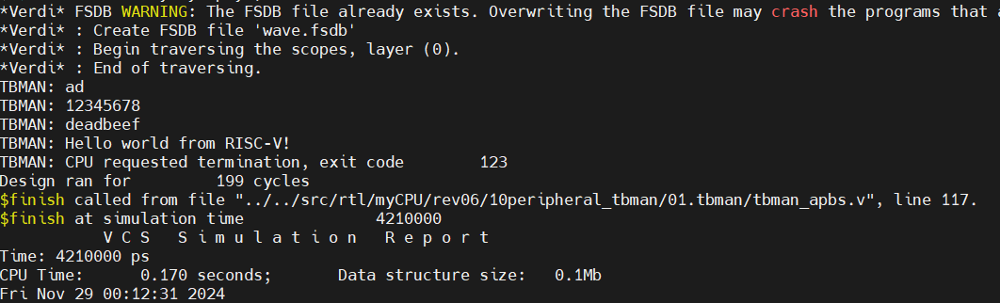 *Verdi* FSDB WARNING: The FSDB file already exists. Overwriting the FSDB file may crash the programs that
*Verdi* : Create FSDB file 'wave.fsdb'
*Verdi* : Begin traversing the scopes, layer (0).
*Verdi* : End of traversing.
TBMAN: ad
TBMAN: 12345678
TBMAN: deadbeef
TBMAN: Hello world from RISC-V!
TBMAN: CPU requested termination, exit code 123
Design ran for 199 cycles
$finish called from file "../../src/rtl/myCPU/rev06/10peripheral_tbman/01.tbman/tbman_apbs.v", line 117.
$finish at simulation time 4210000
V C S S i m u l a t i o n R e p o r t
Time: 4210000 ps
CPU Time: 0.170 seconds; Data structure size: 0.1Mb
Fri Nov 29 00:12:31 2024